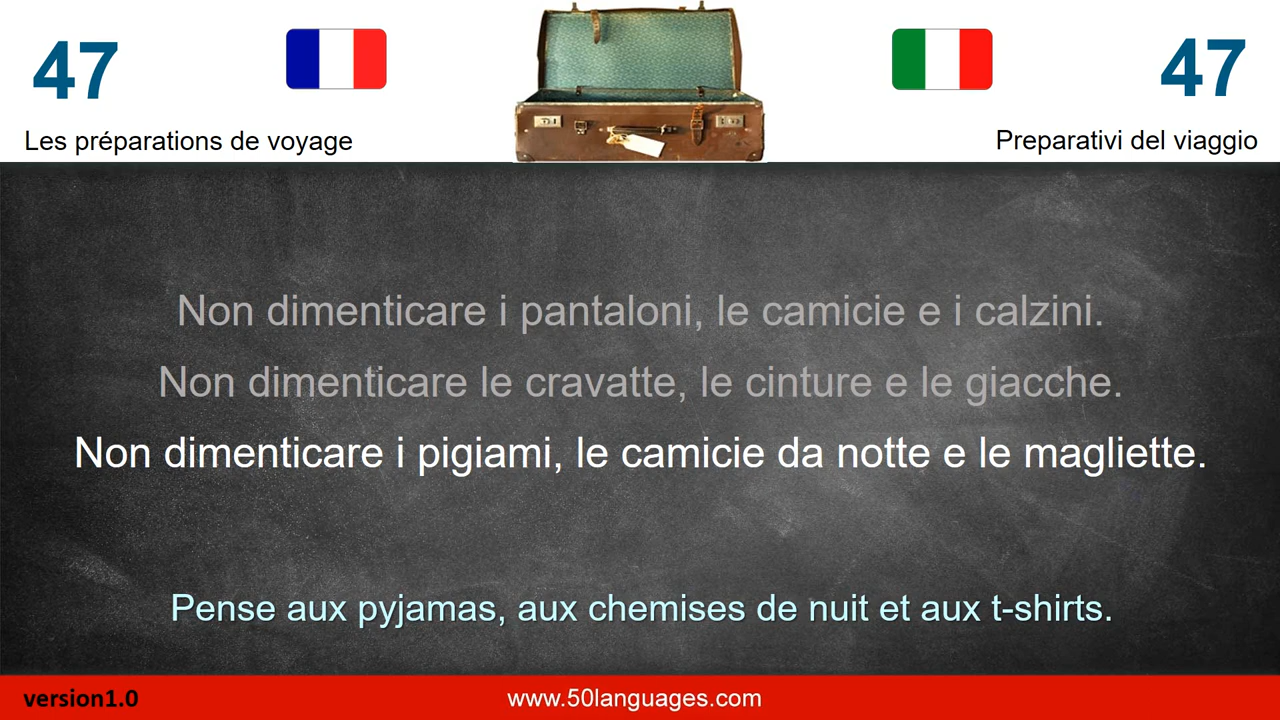 47
47
Les préparations de voyage
Preparativi del viaggio
Non dimenticare i pantaloni, le camicie e i calzini.
Non dimenticare le cravatte, le cinture e le giacche.
Non dimenticare i pigiami, le camicie da notte e le magliette.
Pense aux pyjamas, aux chemises de nuit et aux t-shirts.
version1.0
www.50languages.com